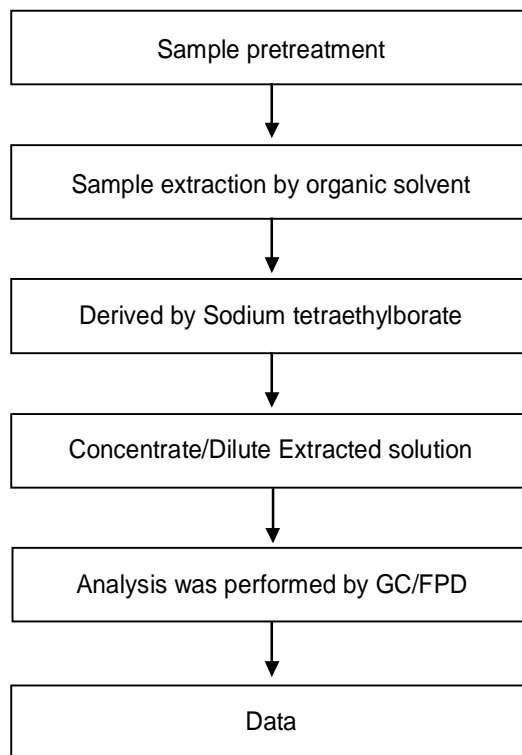 Sample pretreatment
Sample extraction by organic solvent
Derived by Sodium tetraethylborate
Concentrate/Dilute Extracted solution
Analysis was performed by GC/FPD
Data